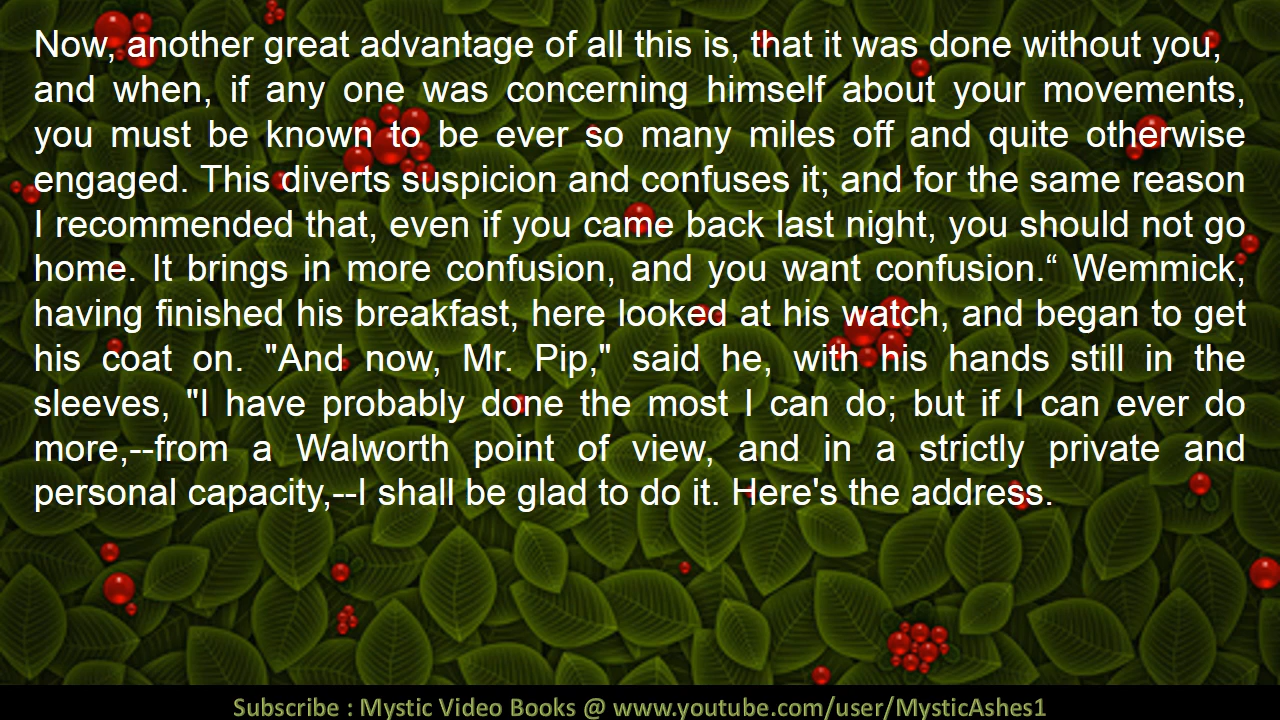 Now, another great advantage of all this is, that it was done without you,
and when, if any one was concerning himself about your movements,
you must be known to be ever so many miles off and quite otherwise
engaged. This diverts suspicion and confuses it; and for the same reason
I recommended that, even if you came back last night, you should not go
home. It brings in more confusion, and you want confusion.“ Wemmick,
having finished his breakfast, here looked at his watch, and began to get
his coat on. "And now, Mr. Pip," said he, with his hands still in the
sleeves, "I have probably done the most I can do; but if I can ever do
more,--from a Walworth point of view, and in a strictly private and
personal capacity,--I shall be glad to do it. Here's the address.
Subscribe : Mystic Video Books @ www.youtube.com/user/MysticAshes1